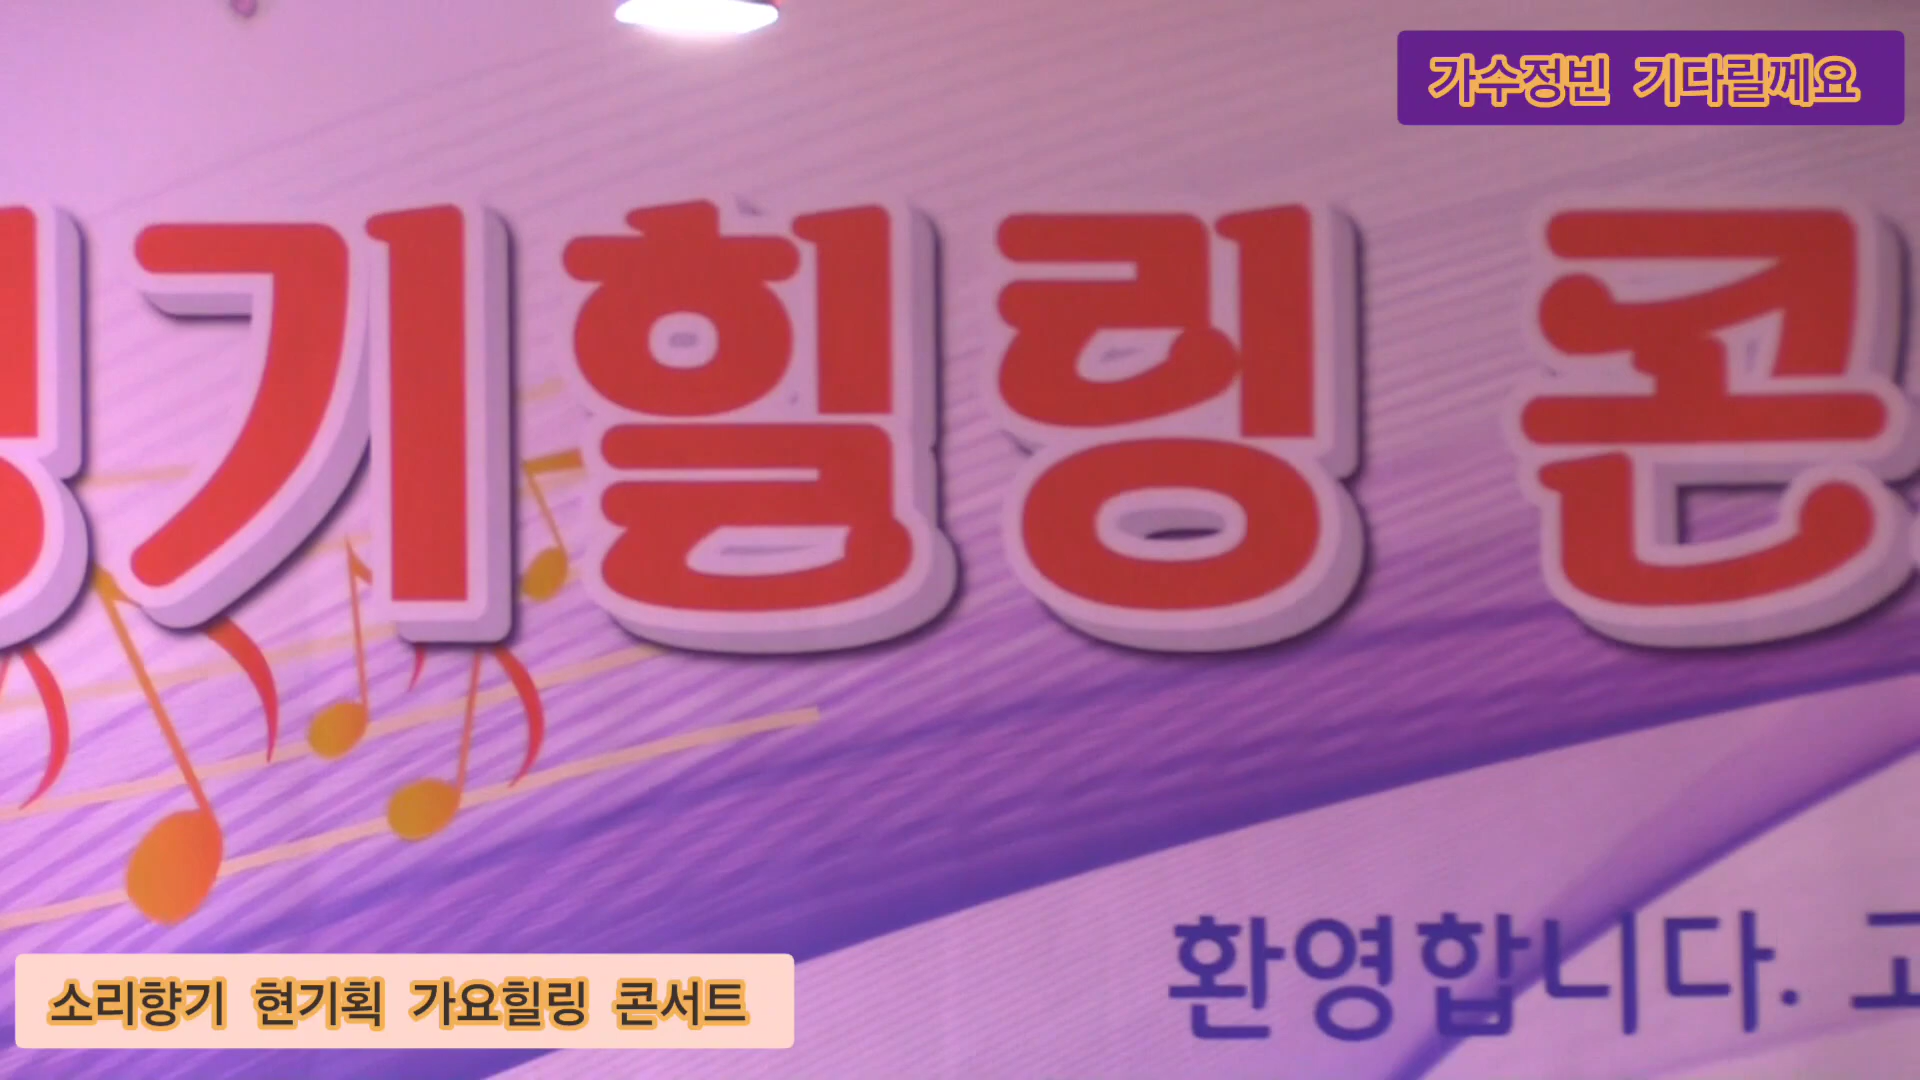 가수정빈 기다릴께요
기힐링 콘
환영합니다.
소리향기 현기획 가요힐링 콘서트